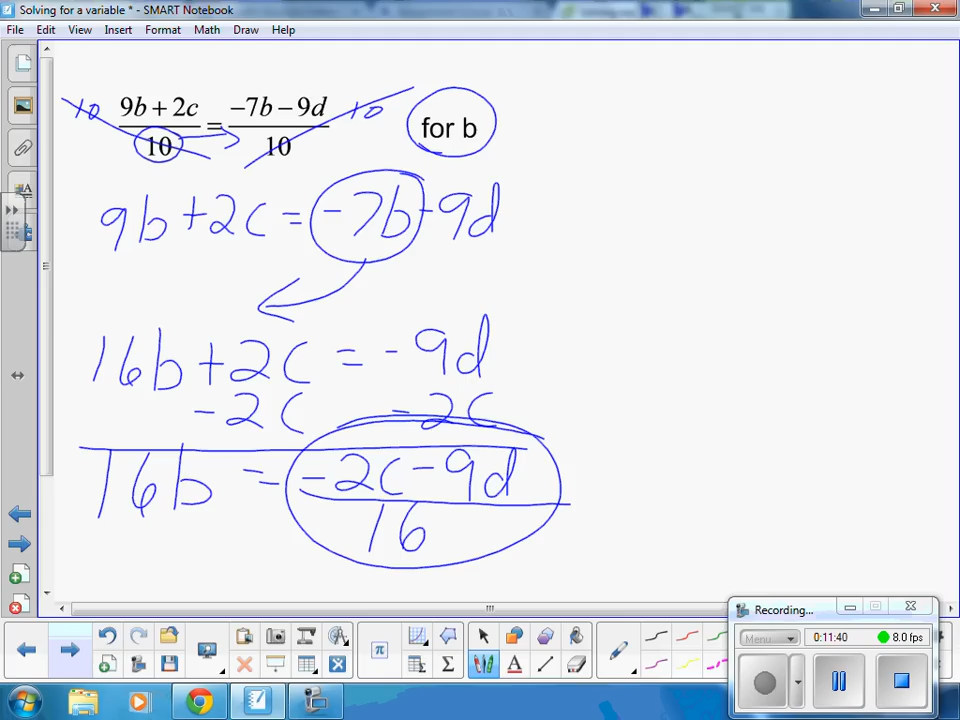 Solving for a variable * - SMART Notebook
File Edit View Insert Format Math Draw Help
10 9b + 2c / 10 = −7b − 9d / 10 10 for b
9b + 2c = -7b - 9d
16b + 2c = -9d
-2c -2c
16b = -2c - 9d
16
Recording...
Menu... 0:11:40 8.0 fps